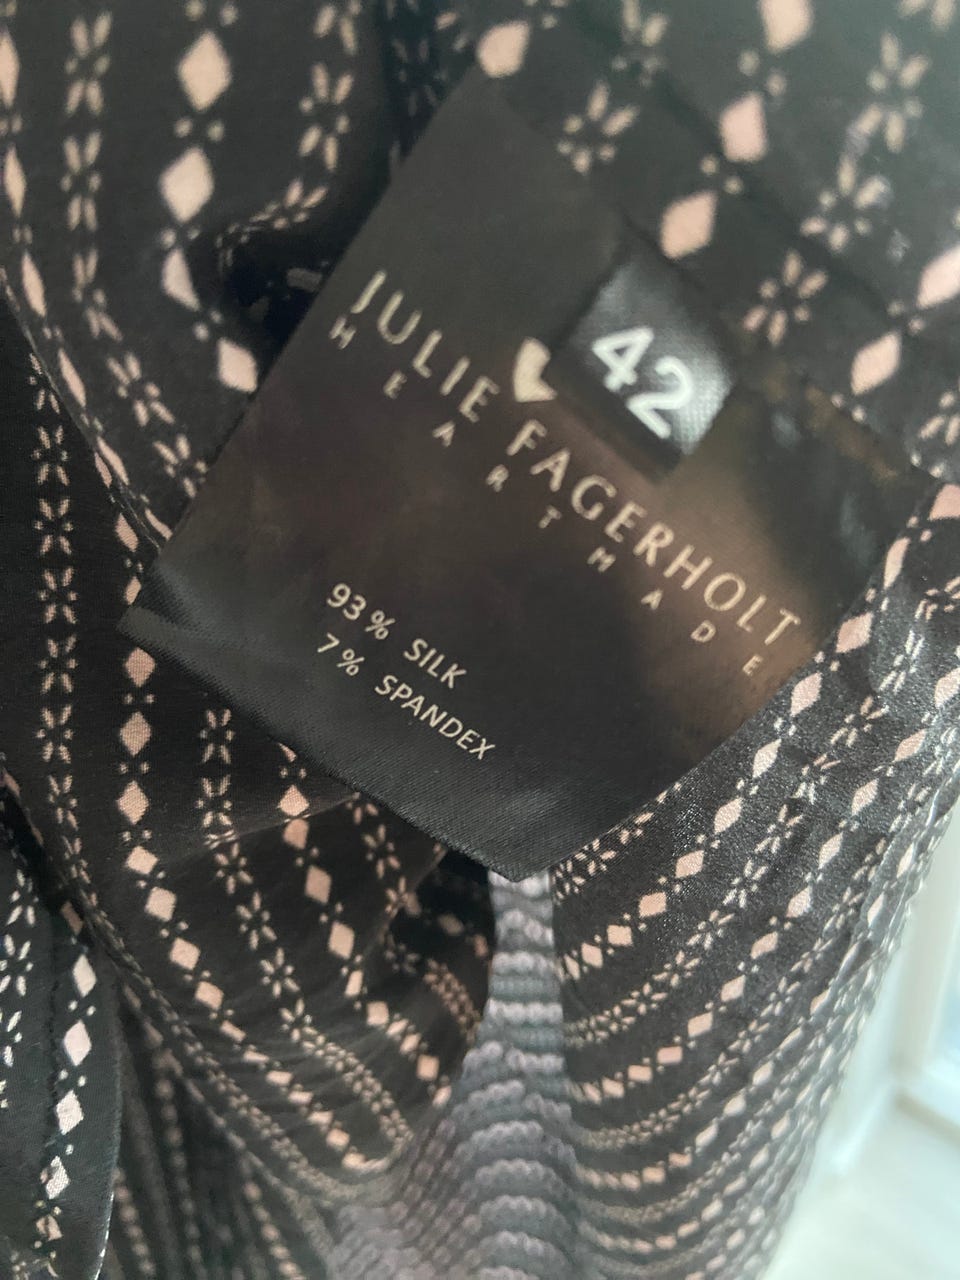 42
JULIE FAGERHOLT
HEARTMADE
93% SILK
7% SPANDEX